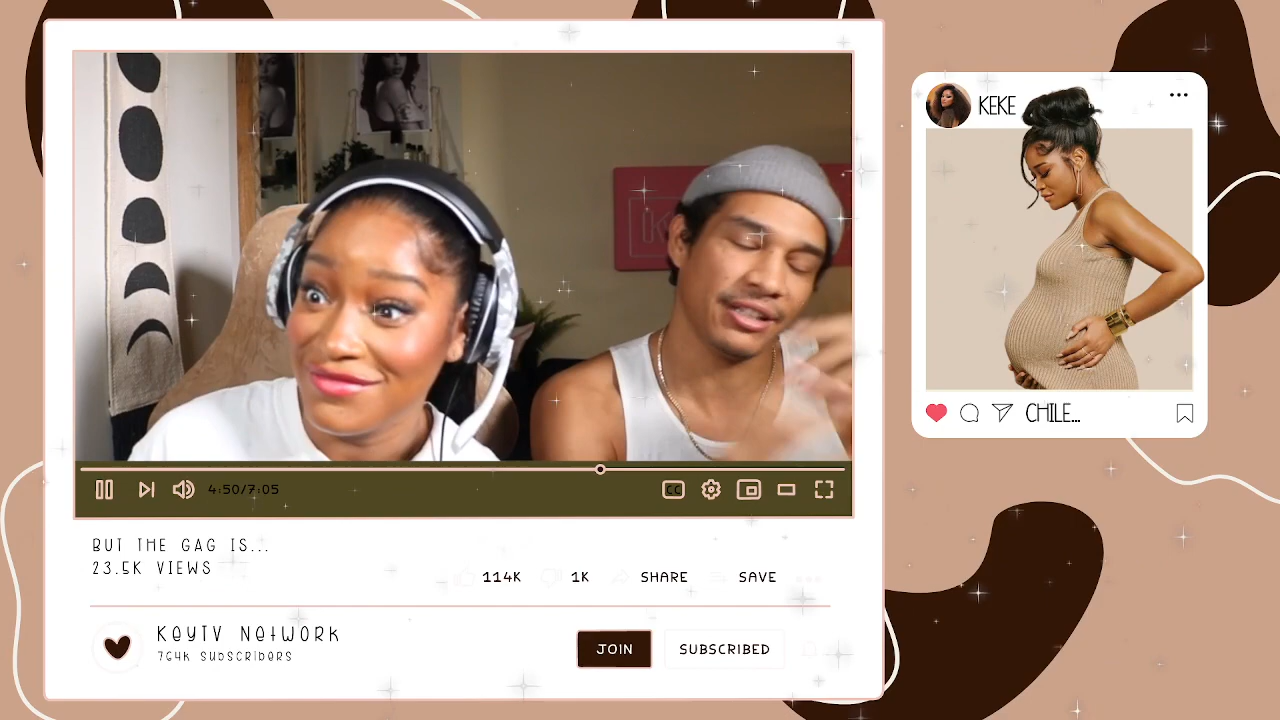 KEKE
CHILE...
4:50/7:05
CC
BUT THE GAG IS...
23.5K VIEWS
114K
1K
SHARE
SAVE
KeyTV Network
SUBSCRIBERS
JOIN
SUBSCRIBED